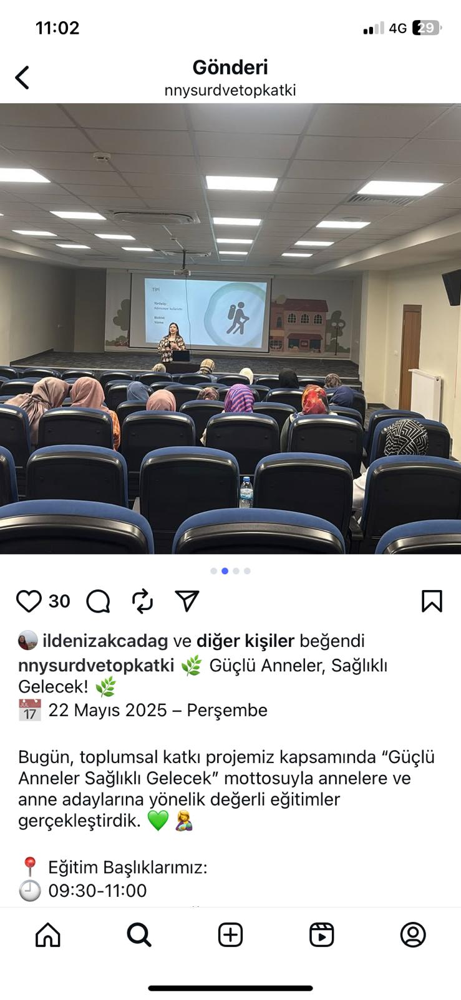 11:02
4G 29
Gönderi
nnysurdvetopkatki
TİPİ
Yürüyüş:
Adımsayar kullanımı
Bisiklet
Yüzme
30
ildenizakcadag ve diğer kişiler beğendi
nnysurdvetopkatki 🌿 Güçlü Anneler, Sağlıklı
Gelecek! 🌿
📅 22 Mayıs 2025 – Perşembe
Bugün, toplumsal katkı projemiz kapsamında “Güçlü
Anneler Sağlıklı Gelecek” mottosuyla annelere ve
anne adaylarına yönelik değerli eğitimler
gerçekleştirdik. 💚 🤱
📍 Eğitim Başlıklarımız:
🕘 09:30-11:00